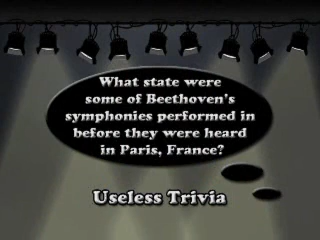 What state were
some of Beethoven's
symphonies performed in
before they were heard
in Paris, France?
Useless Trivia